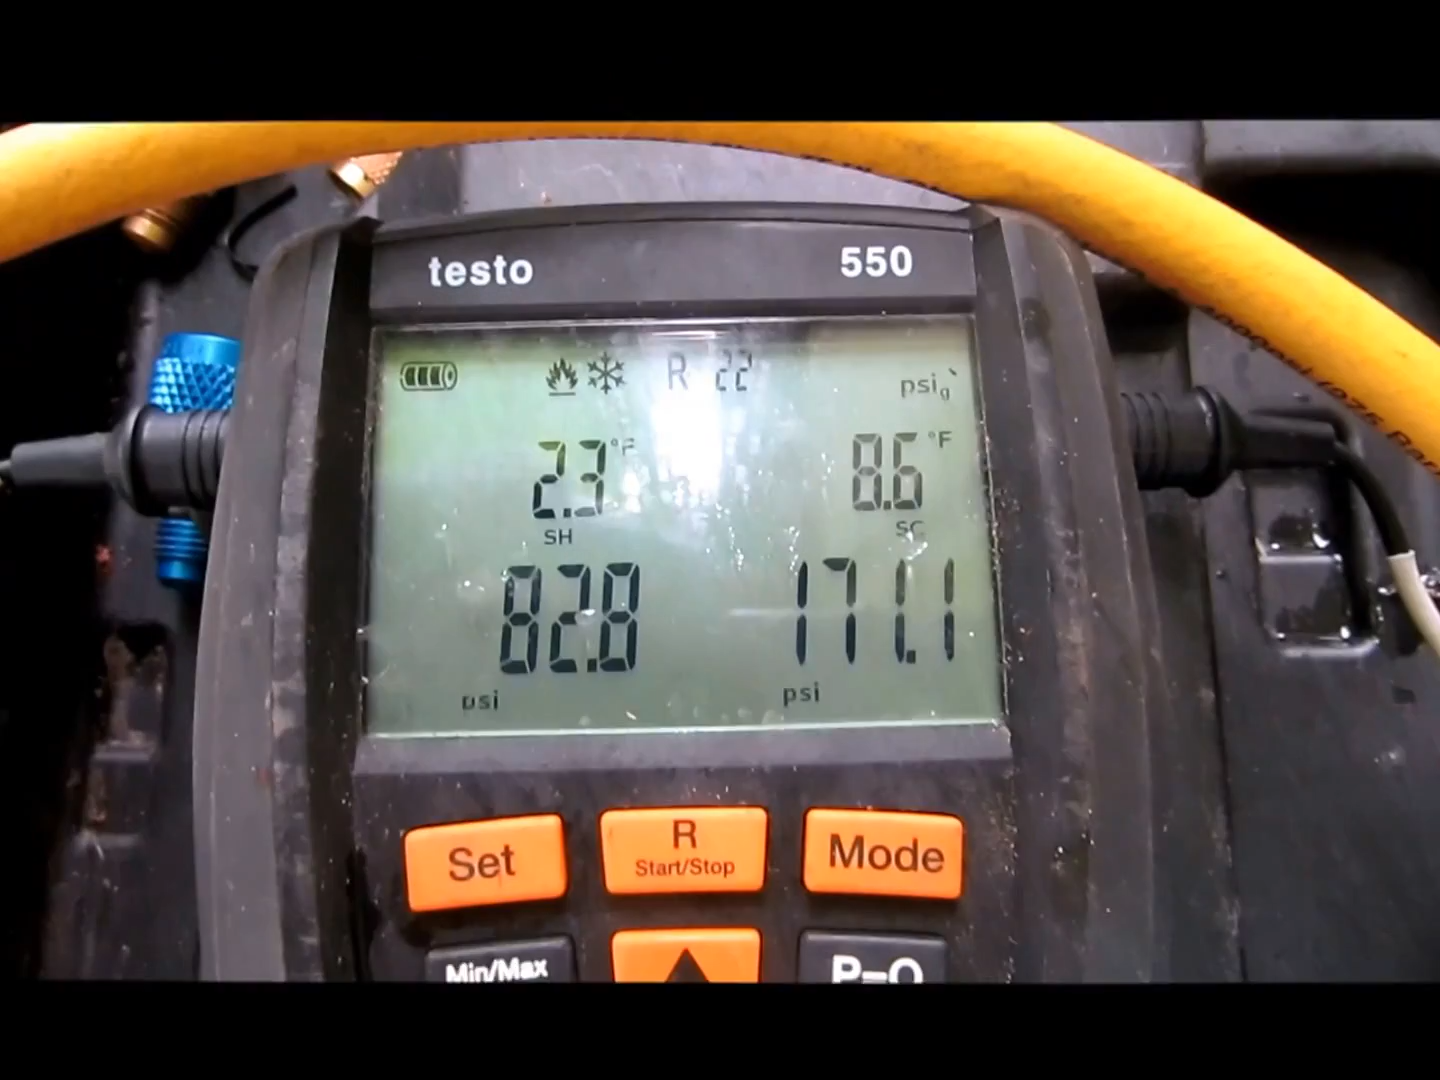 testo 550
R 22
psig
2.3 °F 8.6 °F
SH SC
82.8 171.1
psi psi
Set R Start/Stop Mode
Min/Max P=O